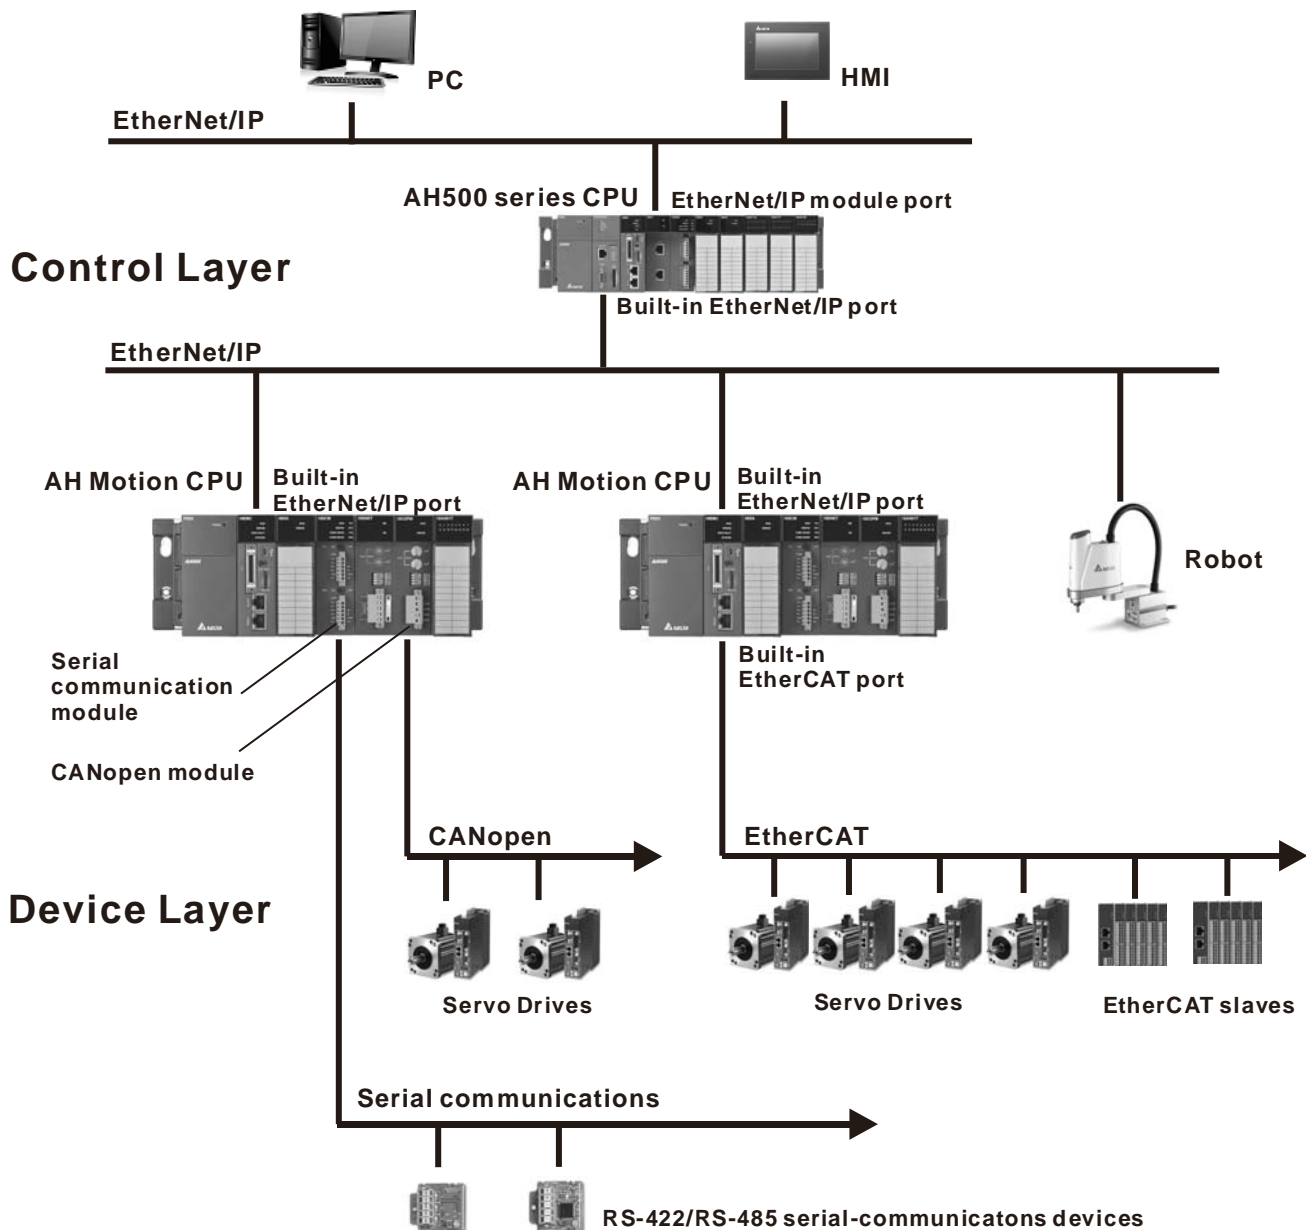 PC
HMI
EtherNet/IP
AH500 series CPU
EtherNet/IP module port
Control Layer
Built-in EtherNet/IP port
EtherNet/IP
AH Motion CPU
Built-in
EtherNet/IP port
AH Motion CPU
Built-in
EtherNet/IP port
Robot
Serial
communication
module
Built-in
EtherCAT port
CANopen module
CANopen
EtherCAT
Device Layer
Servo Drives
Servo Drives
EtherCAT slaves
Serial communications
RS-422/RS-485 serial-communicatons devices